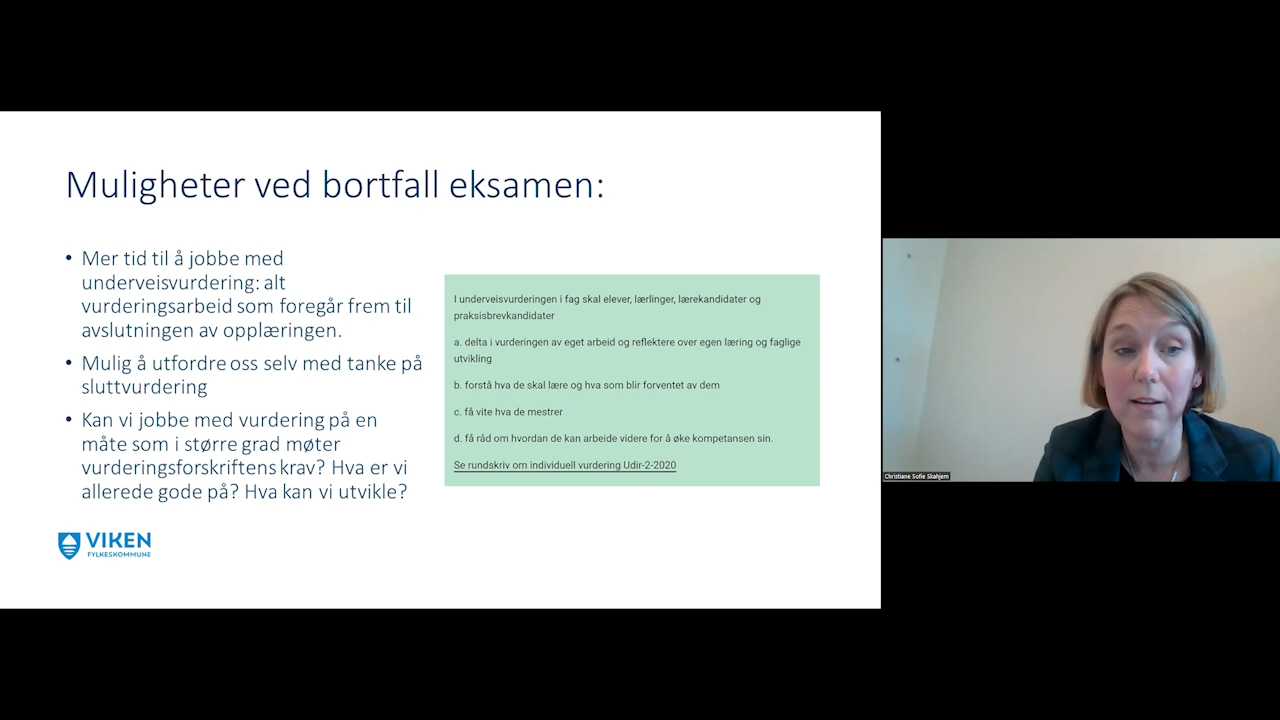 Muligheter ved bortfall eksamen:
• Mer tid til å jobbe med
underveisvurdering: alt
vurderingsarbeid som foregår frem til
avslutningen av opplæringen.
• Mulig å utfordre oss selv med tanke på
sluttvurdering
• Kan vi jobbe med vurdering på en
måte som i større grad møter
vurderingsforskriftens krav? Hva er vi
allerede gode på? Hva kan vi utvikle?
I underveisvurderingen i fag skal elever, lærlinger, lærekandidater og
praksisbrevkandidater
a. delta i vurderingen av eget arbeid og reflektere over egen læring og faglige
utvikling
b. forstå hva de skal lære og hva som blir forventet av dem
c. få vite hva de mestrer
d. få råd om hvordan de kan arbeide videre for å øke kompetansen sin.
Se rundskriv om individuell vurdering Udir-2-2020
VIKEN
FYLKESKOMMUNE
Christiane Sofie Skahjem